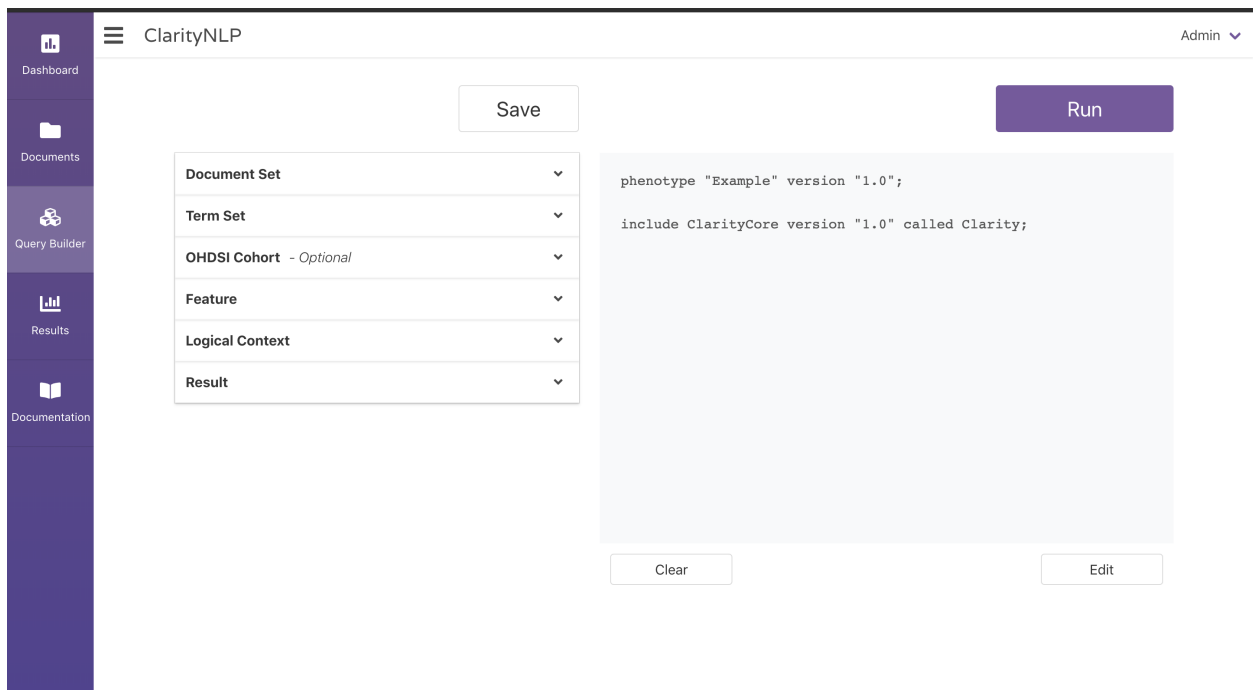 ClarityNLP
Admin
Dashboard
Documents
Query Builder
Results
Documentation
Save
Run
Document Set
Term Set
OHDSI Cohort - Optional
Feature
Logical Context
Result
phenotype "Example" version "1.0";
include ClarityCore version "1.0" called Clarity;
Clear
Edit